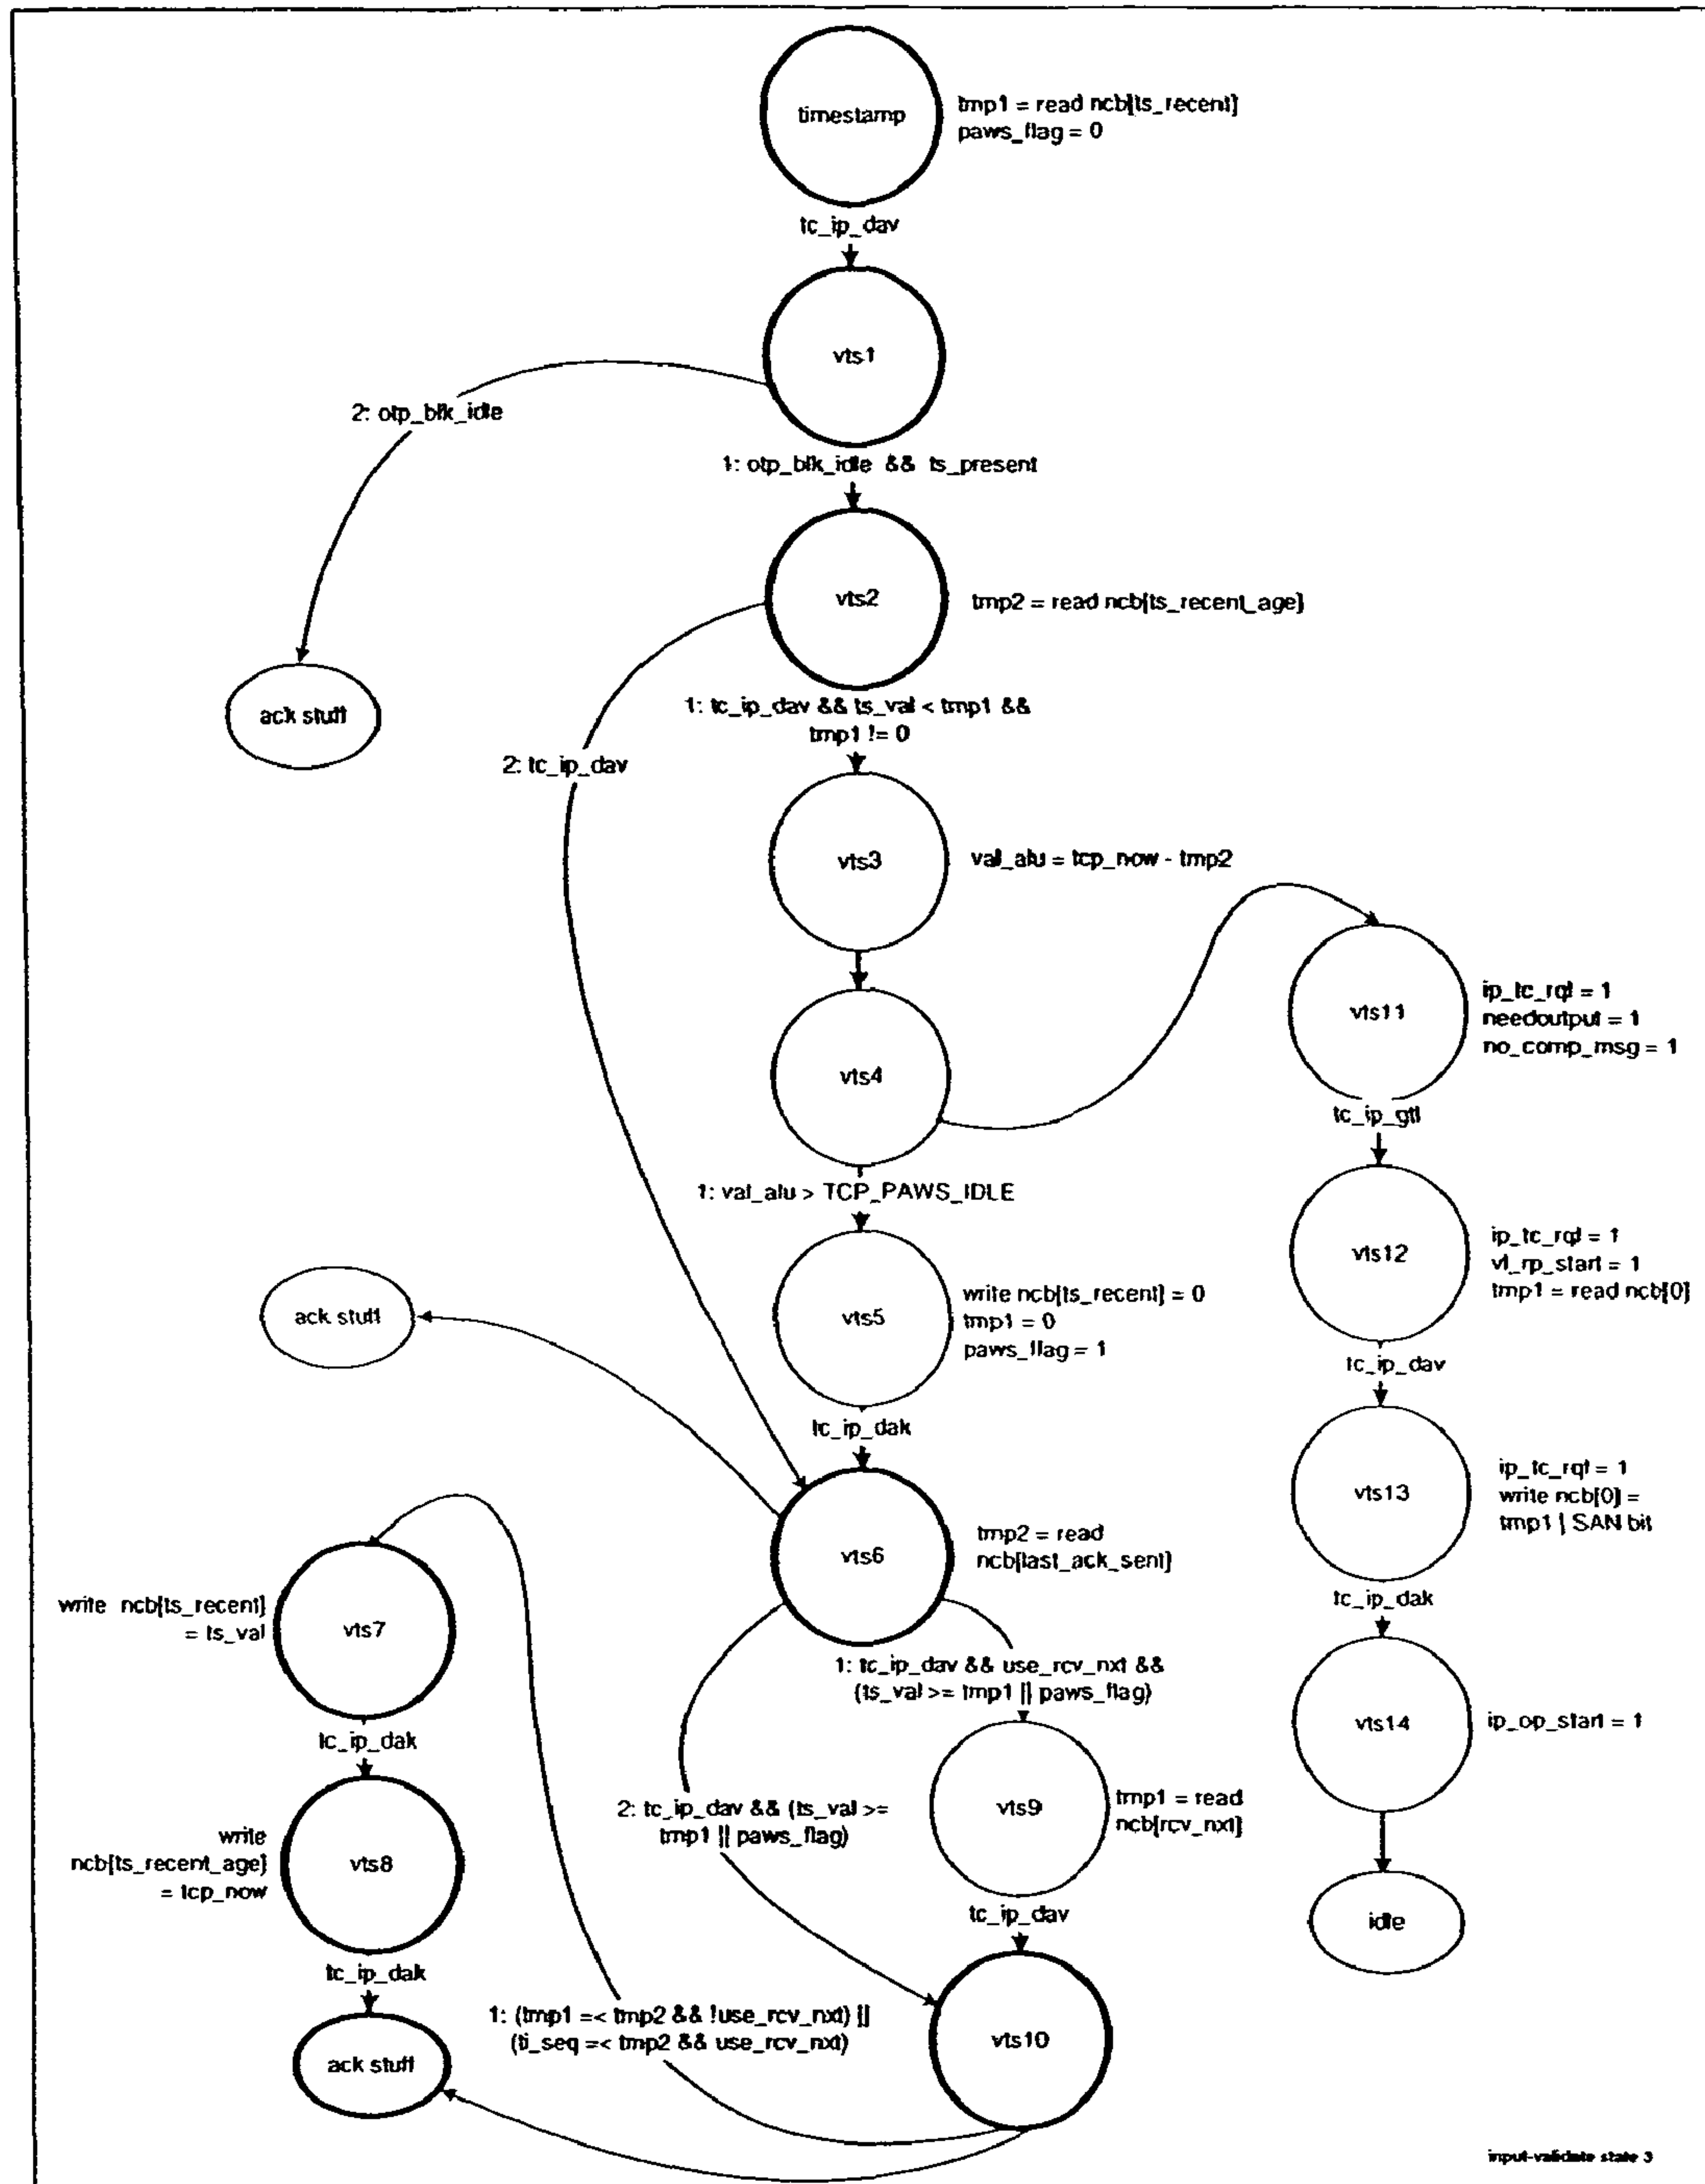 timestamp
tmp1 = read ncb[ts_recent]
paws_flag = 0
tc_ip_dav
vts1
2: otp_blk_idle
1: otp_blk_idle && ts_present
vts2
tmp2 = read ncb[ts_recent_age]
ack stuff
1: tc_ip_dav && ts_val < tmp1 &&
tmp1 != 0
2: tc_ip_dav
vts3
val_alu = tcp_now - tmp2
vts4
vts11
ip_tc_rqt = 1
needoutput = 1
no_comp_msg = 1
tc_ip_gtl
1: val_alu > TCP_PAWS_IDLE
vts12
ip_tc_rqt = 1
vl_rp_start = 1
tmp1 = read ncb[0]
ack stuff
vts5
write ncb[ts_recent] = 0
tmp1 = 0
paws_flag = 1
tc_ip_dav
tc_ip_dak
vts13
ip_tc_rqt = 1
write ncb[0] =
tmp1 | SAN bit
vts6
tmp2 = read
ncb[last_ack_sent]
write ncb[ts_recent]
= ts_val
vts7
tc_ip_dak
1: tc_ip_dav && use_rcv_nxt &&
(ts_val >= tmp1 || paws_flag)
vts14
ip_op_start = 1
tc_ip_dak
2: tc_ip_dav && (ts_val >=
tmp1 || paws_flag)
vts9
tmp1 = read
ncb[rcv_nxt]
write
ncb[ts_recent_age]
= tcp_now
vts8
tc_ip_dav
idle
tc_ip_dak
1: (tmp1 =< tmp2 && !use_rcv_nxt) ||
(ti_seq =< tmp2 && use_rcv_nxt)
vts10
ack stuff
input-validate state 3